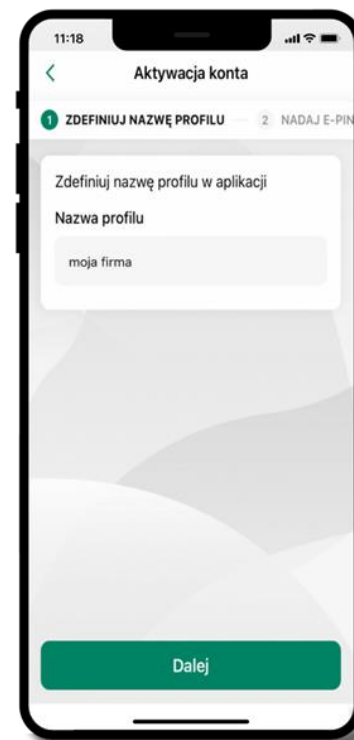 11:18
Aktywacja konta
1 ZDEFINIUJ NAZWĘ PROFILU 2 NADAJ E-PIN
Zdefiniuj nazwę profilu w aplikacji
Nazwa profilu
moja firma
Dalej